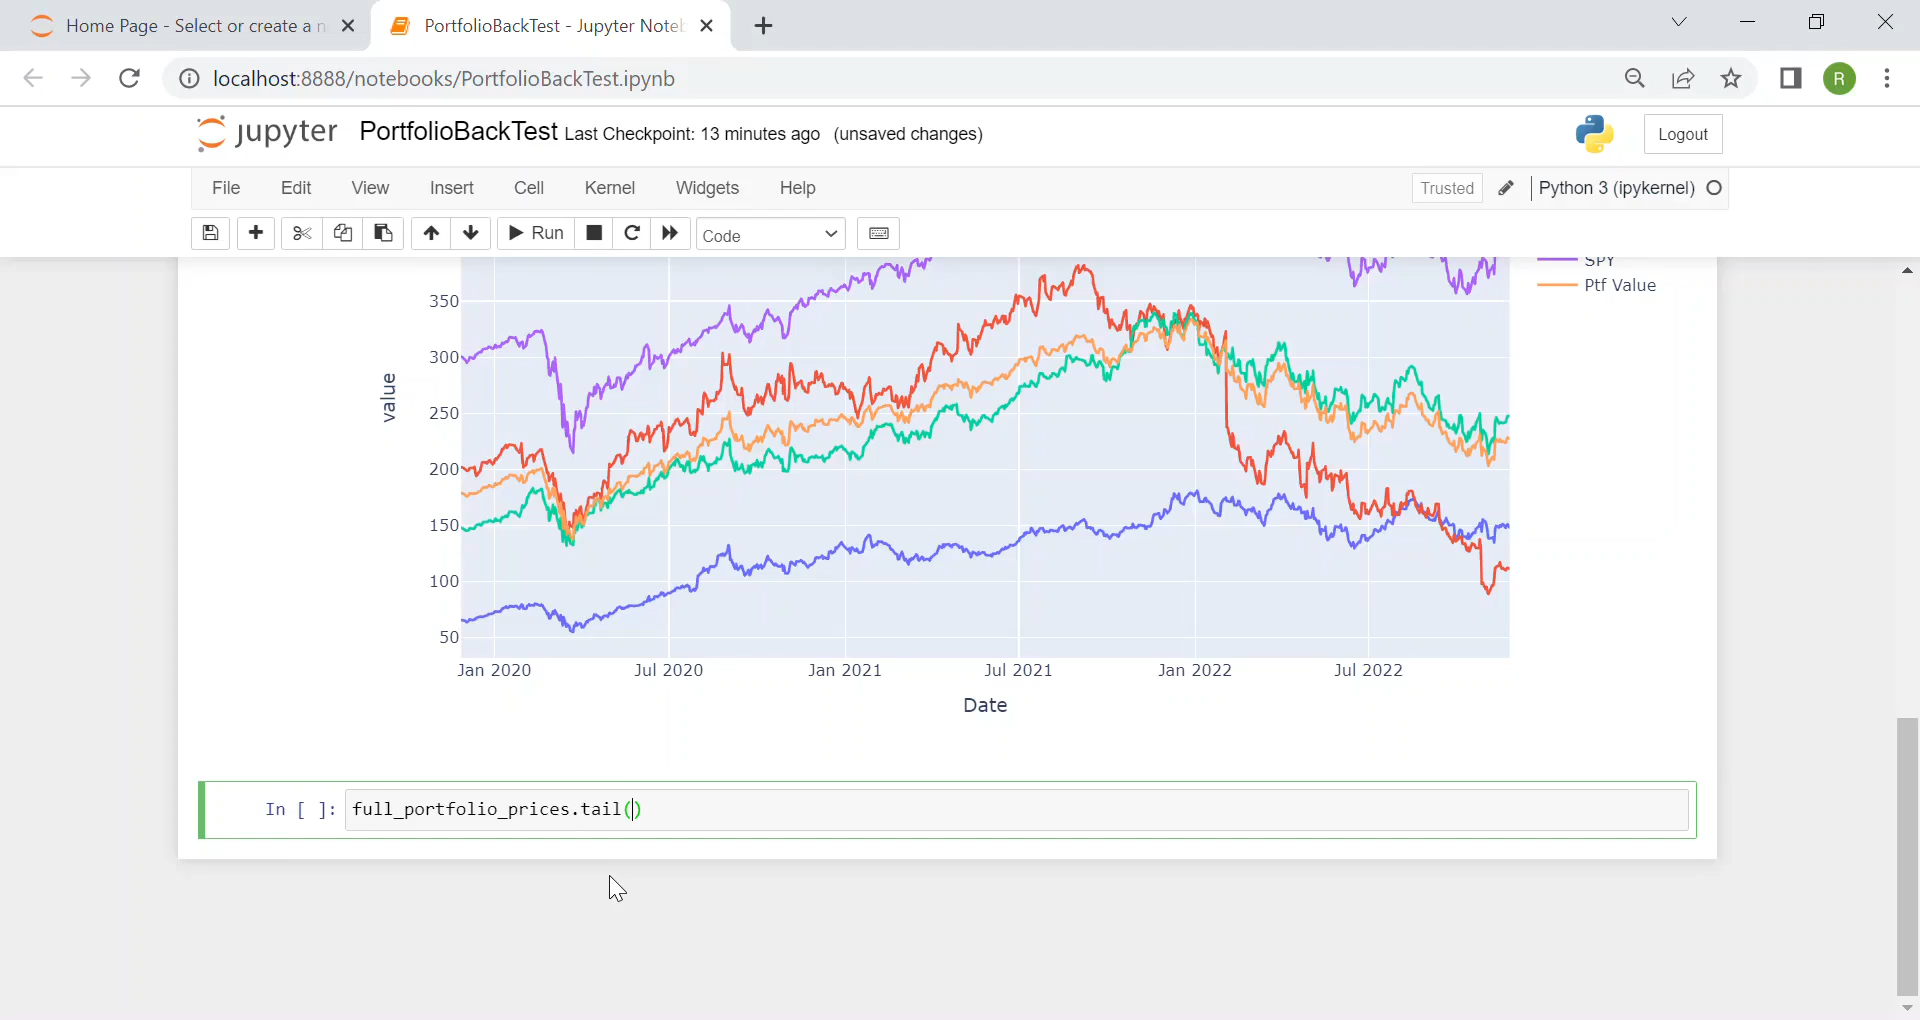 Home Page - Select or create a n
PortfolioBackTest - Jupyter Noteb
localhost:8888/notebooks/PortfolioBackTest.ipynb
R
jupyter PortfolioBackTest Last Checkpoint: 13 minutes ago (unsaved changes)
Logout
File Edit View Insert Cell Kernel Widgets Help
Trusted Python 3 (ipykernel)
Run Code
SPY
Ptf Value
350
300
250
200
150
100
50
value
Jan 2020 Jul 2020 Jan 2021 Jul 2021 Jan 2022 Jul 2022
Date
In [ ]: full_portfolio_prices.tail()